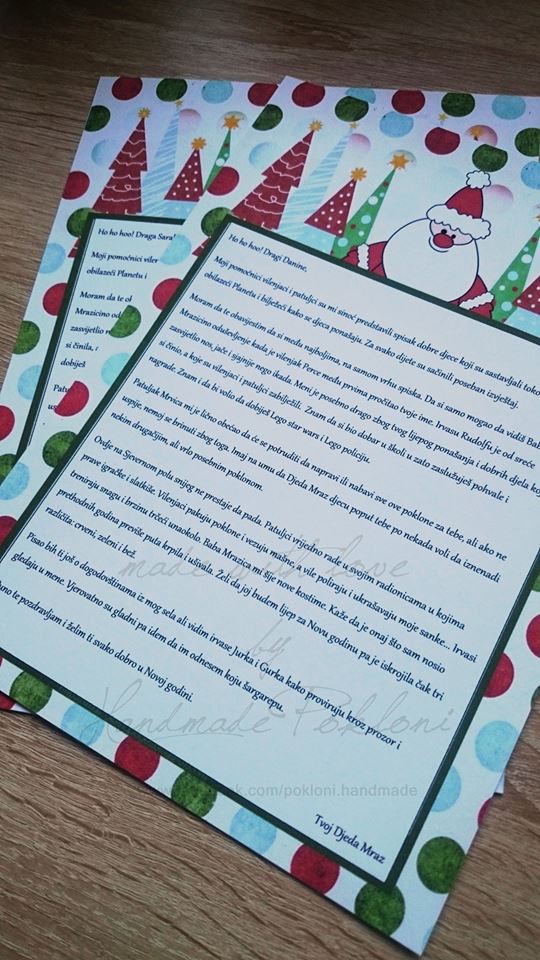 Ho ho hoo! Draga Sara
Moji pomoćnici
obilazeći Planetu i
Moram da te
Mrazicino
zasvijetlio
si činila,
dobiješ
Ho ho hoo! Dragi Danine,
Moji pomoćnici vilenjaci i patuljci su mi sinoć predstavili spisak dobre djece koji su sastavljali tokom
obilazeći Planetu i bilježeći kako se djeca ponašaju. Za svako dijete su sačinili poseban izvještaj.
Moram da te obavijestim da si među najboljima, na samom vrhu spiska. Da si samo mogao da vidiš Baba
Mrazicino oduševljenje kada je vilenjak Perce među prvima pročitao tvoje ime. Irvasu Rudolfu je od sreće
zasvijetlio nos, jače i sjajnije nego ikada. Meni je posebno drago zbog tvog lijepog ponašanja i dobrih djela koja
si činio, a koje su vilenjaci i patuljci zabilježili. Znam da si bio dobar u školi u zato zaslužuješ pohvale i
nagrade. Znam i da bi volio da dobiješ Lego star wars i Lego policiju.
Patuljak Mrvica mi je lično obećao da će se potruditi da napravi ili nabavi sve ove poklone za tebe, ali ako ne
uspije, nemoj se brinuti zbog toga. Imaj na umu da Djeda Mraz djecu poput tebe po nekada voli da iznenadi
nekim drugačijim, ali vrlo posebnim poklonom.
Ovdje na Sjevernom polu snijeg ne prestaje da pada. Patuljci vrijedno rade u svojim radionicama u kojima
prave igračke i slatkiše. Vilenjaci pakuju poklone i vezuju mašne, a vile poliraju i ukrašavaju moje sanke... Irvasi
treniraju snagu i brzinu trčeći unaokolo. Baba Mrazica mi šije nove kostime. Kaže da je onaj što sam nosio
prethodnih godina previše puta krpila i ušivala. Želi da joj budem lijep za Novu godinu pa je iskrojila čak tri
različita: crveni, zeleni i bež.
Pisao bih ti još o dogodovštinama iz mog sela ali vidim irvase Jurka i Gurka kako proviruju kroz prozor i
gledaju u mene. Vjerovatno su gladni pa idem da im odnesem koju šargarepu.
te pozdravljam i želim ti svako dobro u Novoj godini.
Tvoj Djeda Mraz
made with love
by
Handmade Pokloni
.com/pokloni.handmade